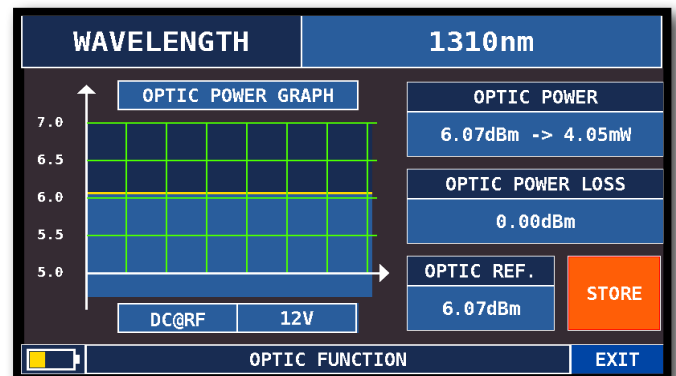 WAVELENGTH
1310nm
OPTIC POWER GRAPH
7.0
6.5
6.0
5.5
5.0
DC@RF
12V
OPTIC POWER
6.07dBm -> 4.05mW
OPTIC POWER LOSS
0.00dBm
OPTIC REF.
6.07dBm
STORE
OPTIC FUNCTION
EXIT